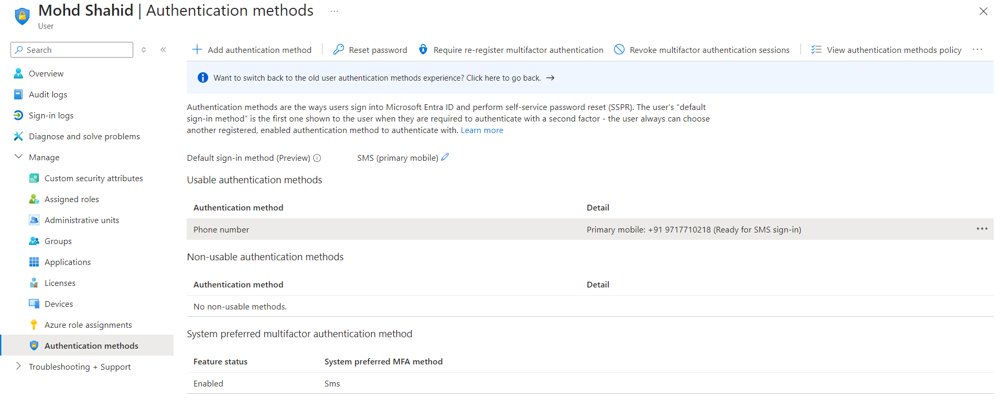 Mohd Shahid | Authentication methods ...
User
Search
Add authentication method
Reset password
Require re-register multifactor authentication
Revoke multifactor authentication sessions
View authentication methods policy
...
Overview
Audit logs
Sign-in logs
Diagnose and solve problems
Manage
Custom security attributes
Assigned roles
Administrative units
Groups
Applications
Licenses
Devices
Azure role assignments
Authentication methods
Troubleshooting + Support
Want to switch back to the old user authentication methods experience? Click here to go back. →
Authentication methods are the ways users sign into Microsoft Entra ID and perform self-service password reset (SSPR). The user's “default
sign-in method” is the first one shown to the user when they are required to authenticate with a second factor - the user always can choose
another registered, enabled authentication method to authenticate with. Learn more
Default sign-in method (Preview) SMS (primary mobile)
Usable authentication methods
Authentication method Detail
Phone number Primary mobile: +91 9717710218 (Ready for SMS sign-in) ...
Non-usable authentication methods
Authentication method Detail
No non-usable methods.
System preferred multifactor authentication method
Feature status System preferred MFA method
Enabled Sms